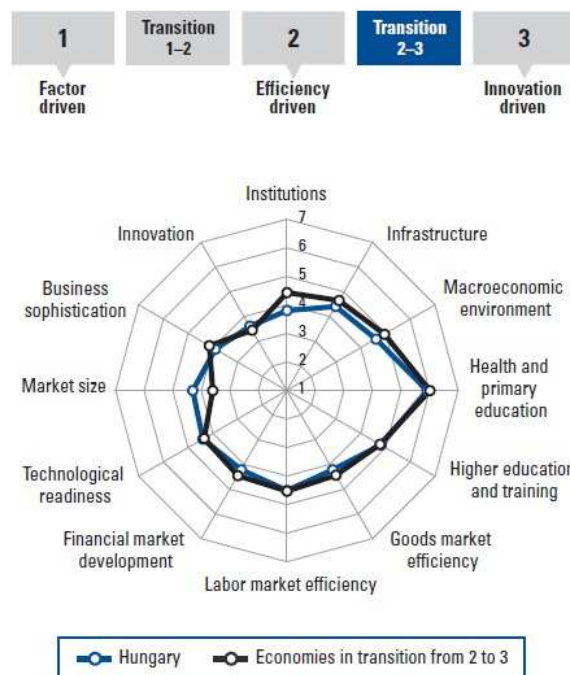 1
Transition
1–2
2
Transition
2–3
3
Factor
driven
Efficiency
driven
Innovation
driven
Institutions
7
Innovation
Infrastructure
6
5
Business
sophistication
Macroeconomic
environment
4
3
2
Market size
1
Health and
primary
education
Technological
readiness
Higher education
and training
Financial market
development
Goods market
efficiency
Labor market efficiency
Hungary
Economies in transition from 2 to 3